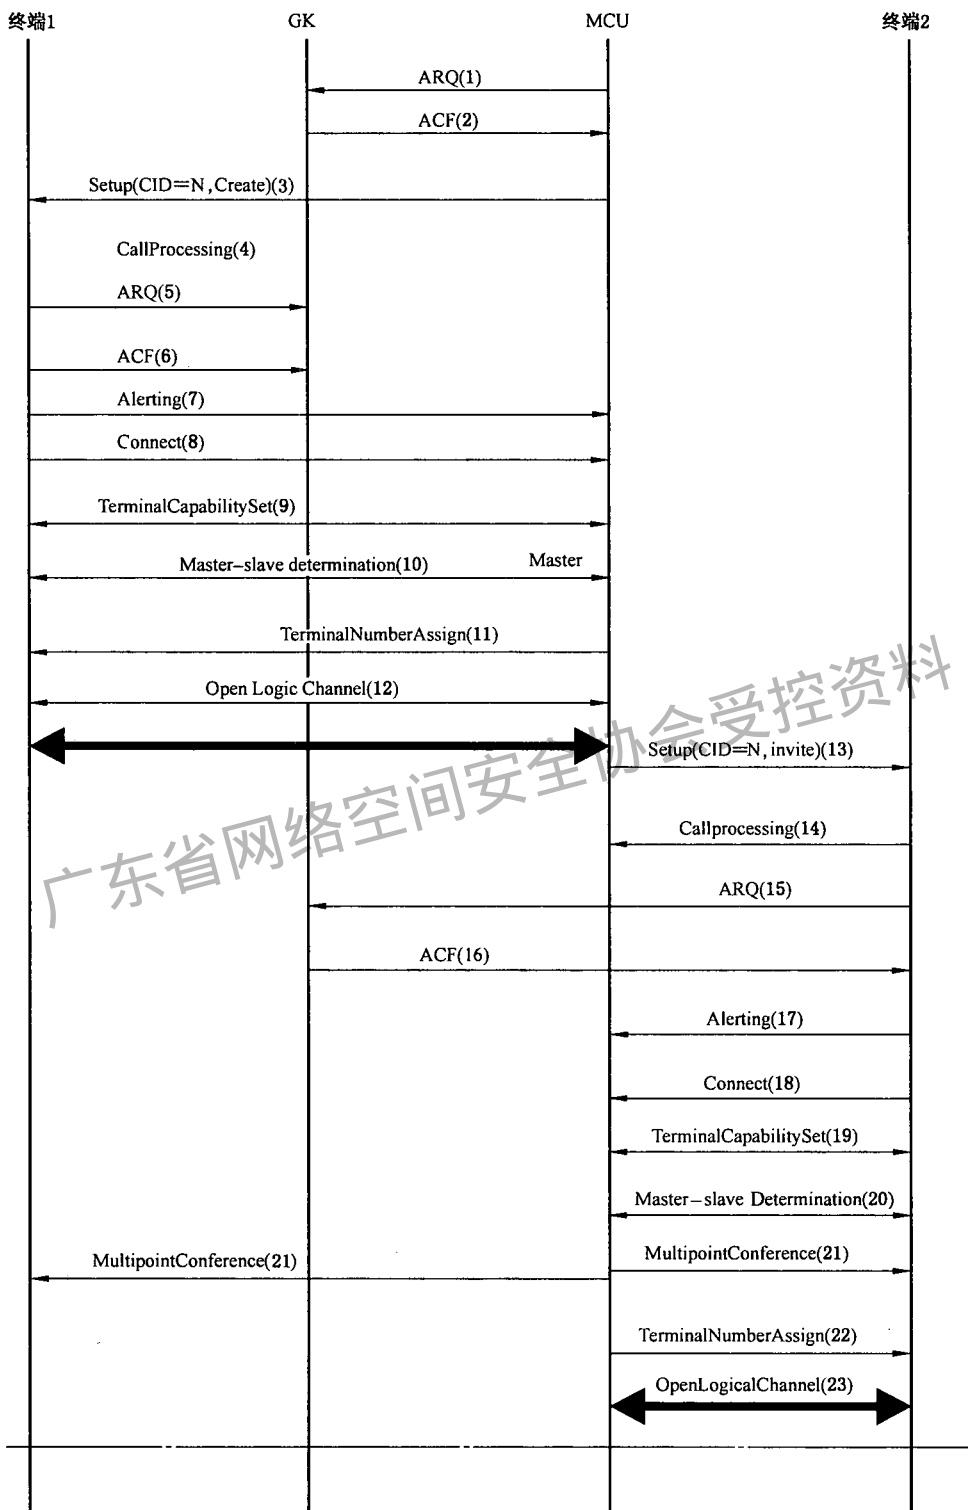 终端1
GK
MCU
终端2
ARQ(1)
ACF(2)
Setup(CID=N,Create)(3)
CallProcessing(4)
ARQ(5)
ACF(6)
Alerting(7)
Connect(8)
TerminalCapabilitySet(9)
Master-slave determination(10)
Master
TerminalNumberAssign(11)
Open Logic Channel(12)
Setup(CID=N,invite)(13)
Callprocessing(14)
ARQ(15)
ACF(16)
Alerting(17)
Connect(18)
TerminalCapabilitySet(19)
Master-slave Determination(20)
MultipointConference(21)
MultipointConference(21)
TerminalNumberAssign(22)
OpenLogicalChannel(23)
广东省网络空间安全协会受控资料